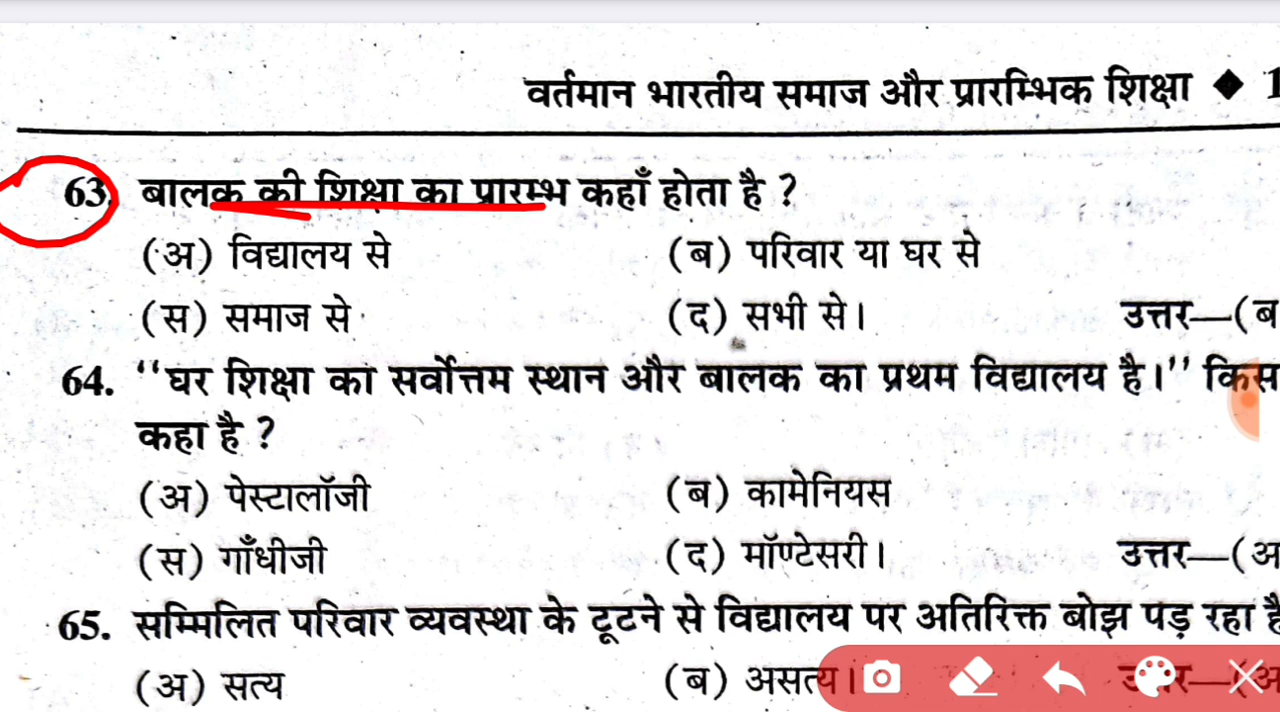 वर्तमान भारतीय समाज और प्रारम्भिक शिक्षा ◆ 1
63. बालक की शिक्षा का प्रारम्भ कहाँ होता है ?
(अ) विद्यालय से (ब) परिवार या घर से
(स) समाज से (द) सभी से। उत्तर—(ब
64. ‘‘घर शिक्षा का सर्वोत्तम स्थान और बालक का प्रथम विद्यालय है।’’ किस
कहा है ?
(अ) पेस्टालॉजी (ब) कामेनियस
(स) गाँधीजी (द) मॉण्टेसरी। उत्तर—(अ
65. सम्मिलित परिवार व्यवस्था के टूटने से विद्यालय पर अतिरिक्त बोझ पड़ रहा है
(अ) सत्य (ब) असत्य। उत्तर—(अ